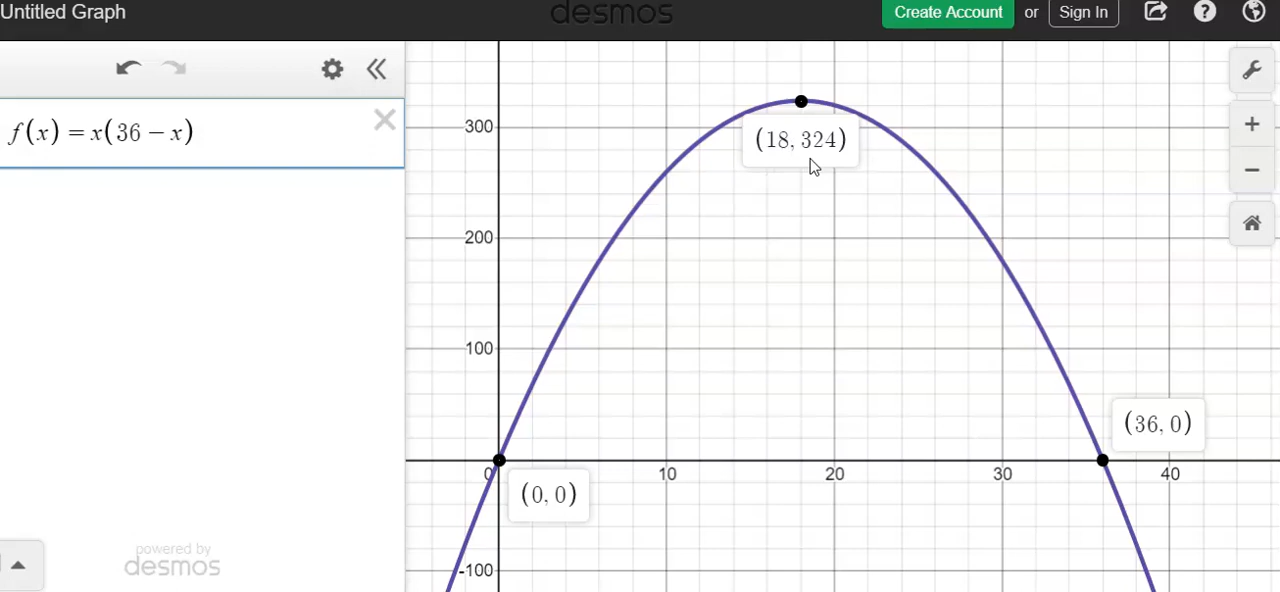 Untitled Graph
desmos
Create Account or Sign In
f(x) = x(36 − x)
300
(18, 324)
200
100
(36, 0)
0
10
20
30
40
(0, 0)
-100
powered by
desmos